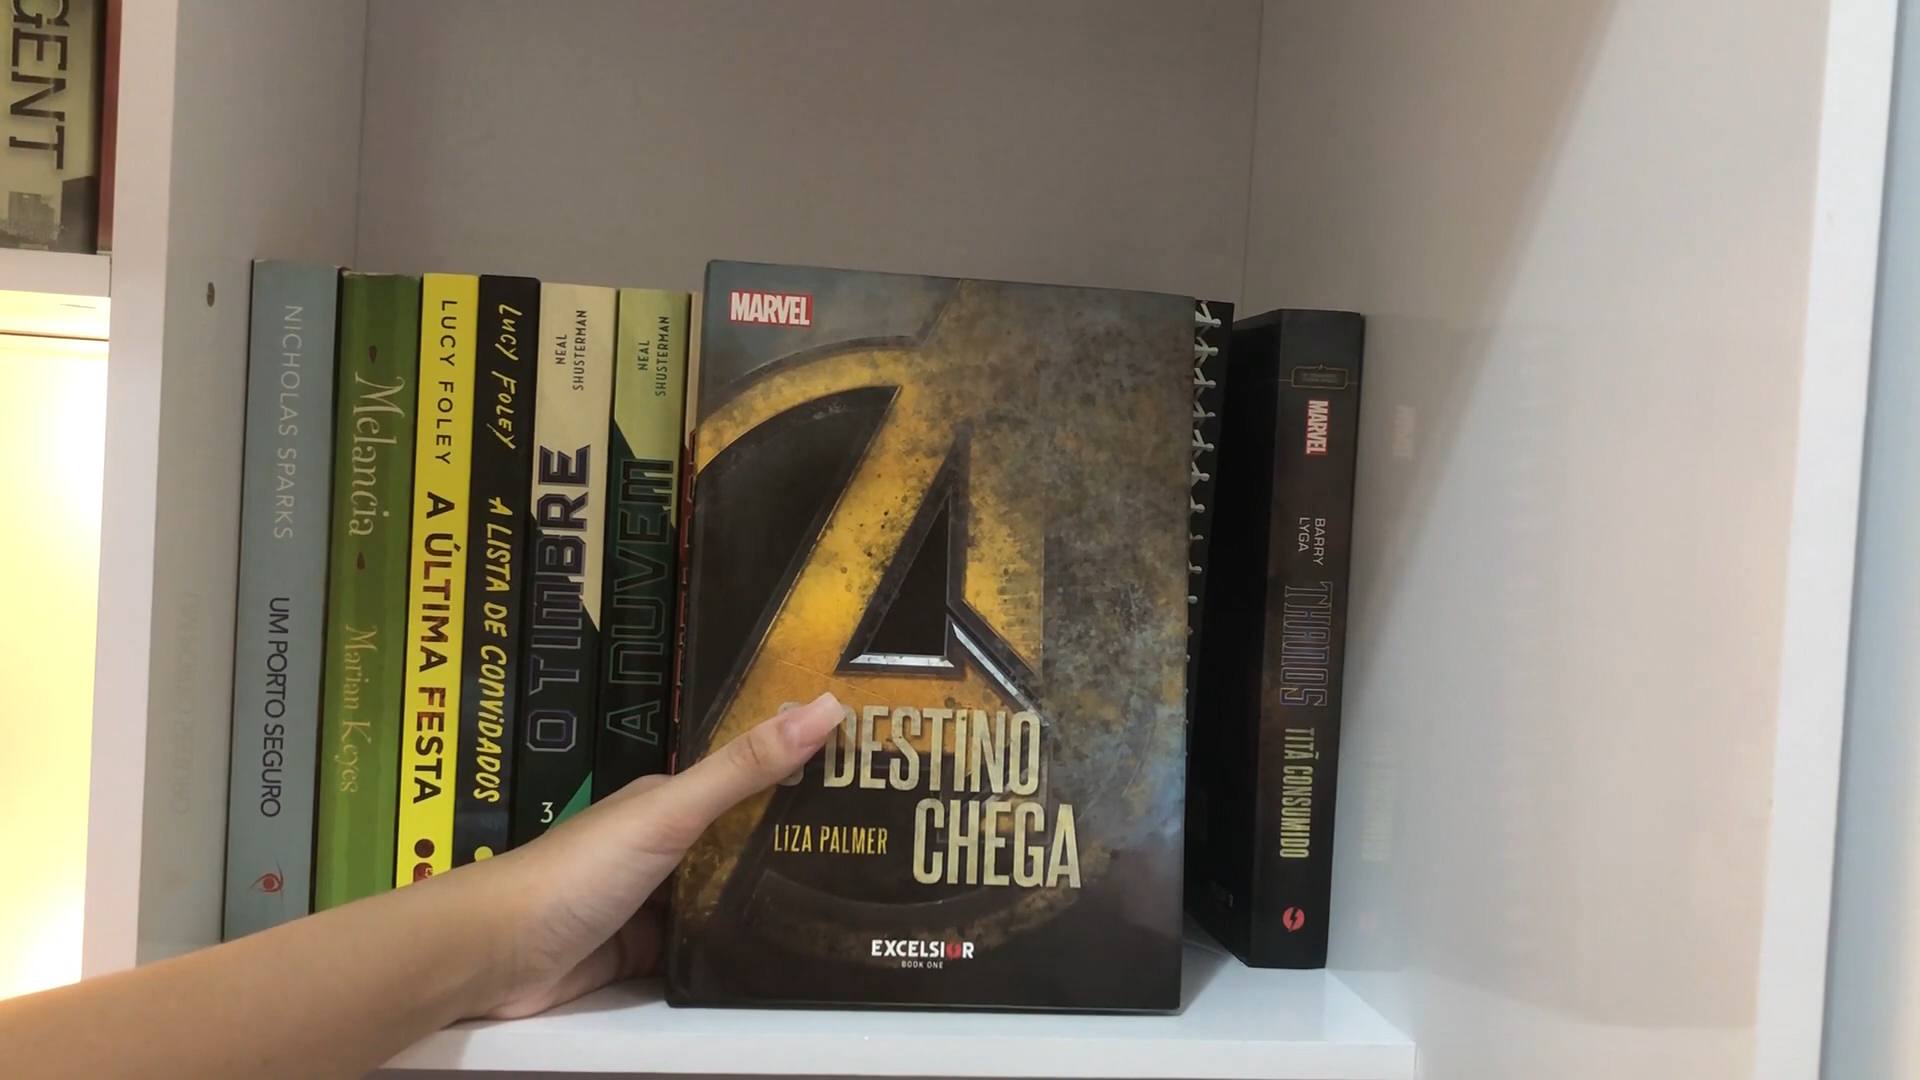 GENT
NICHOLAS SPARKS
UM PORTO SEGURO
Melancia
Marian Keyes
LUCY FOLEY
A ÚLTIMA FESTA
LUCY FOLEY
A LISTA DE CONVIDADOS
NEAL
SHUSTERMAN
O TIMBRE
3
NEAL
SHUSTERMAN
A NUVEM
MARVEL
O DESTINO
CHEGA
LIZA PALMER
EXCELSIOR
BOOK ONE
MARVEL
BARRY
LYGA
THANOS
TITÃ CONSUMIDO